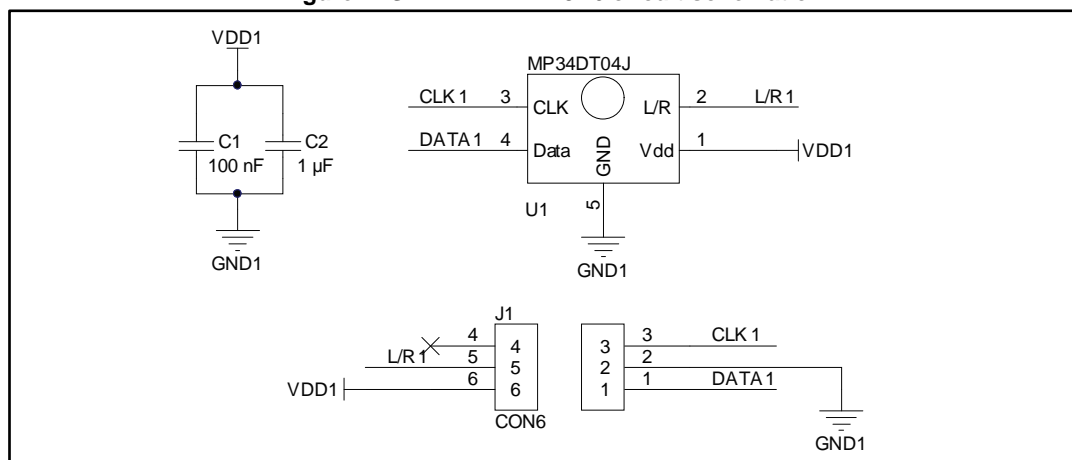 VDD1
C1
100 nF
C2
1 µF
GND1
MP34DT04J
CLK1 3 CLK
L/R 2 L/R1
DATA1 4 Data
GND
Vdd 1 VDD1
U1
5
GND1
J1
4 4
L/R1 5 5
VDD1 6 6
CON6
3 3 CLK1
2 2
1 1 DATA1
GND1